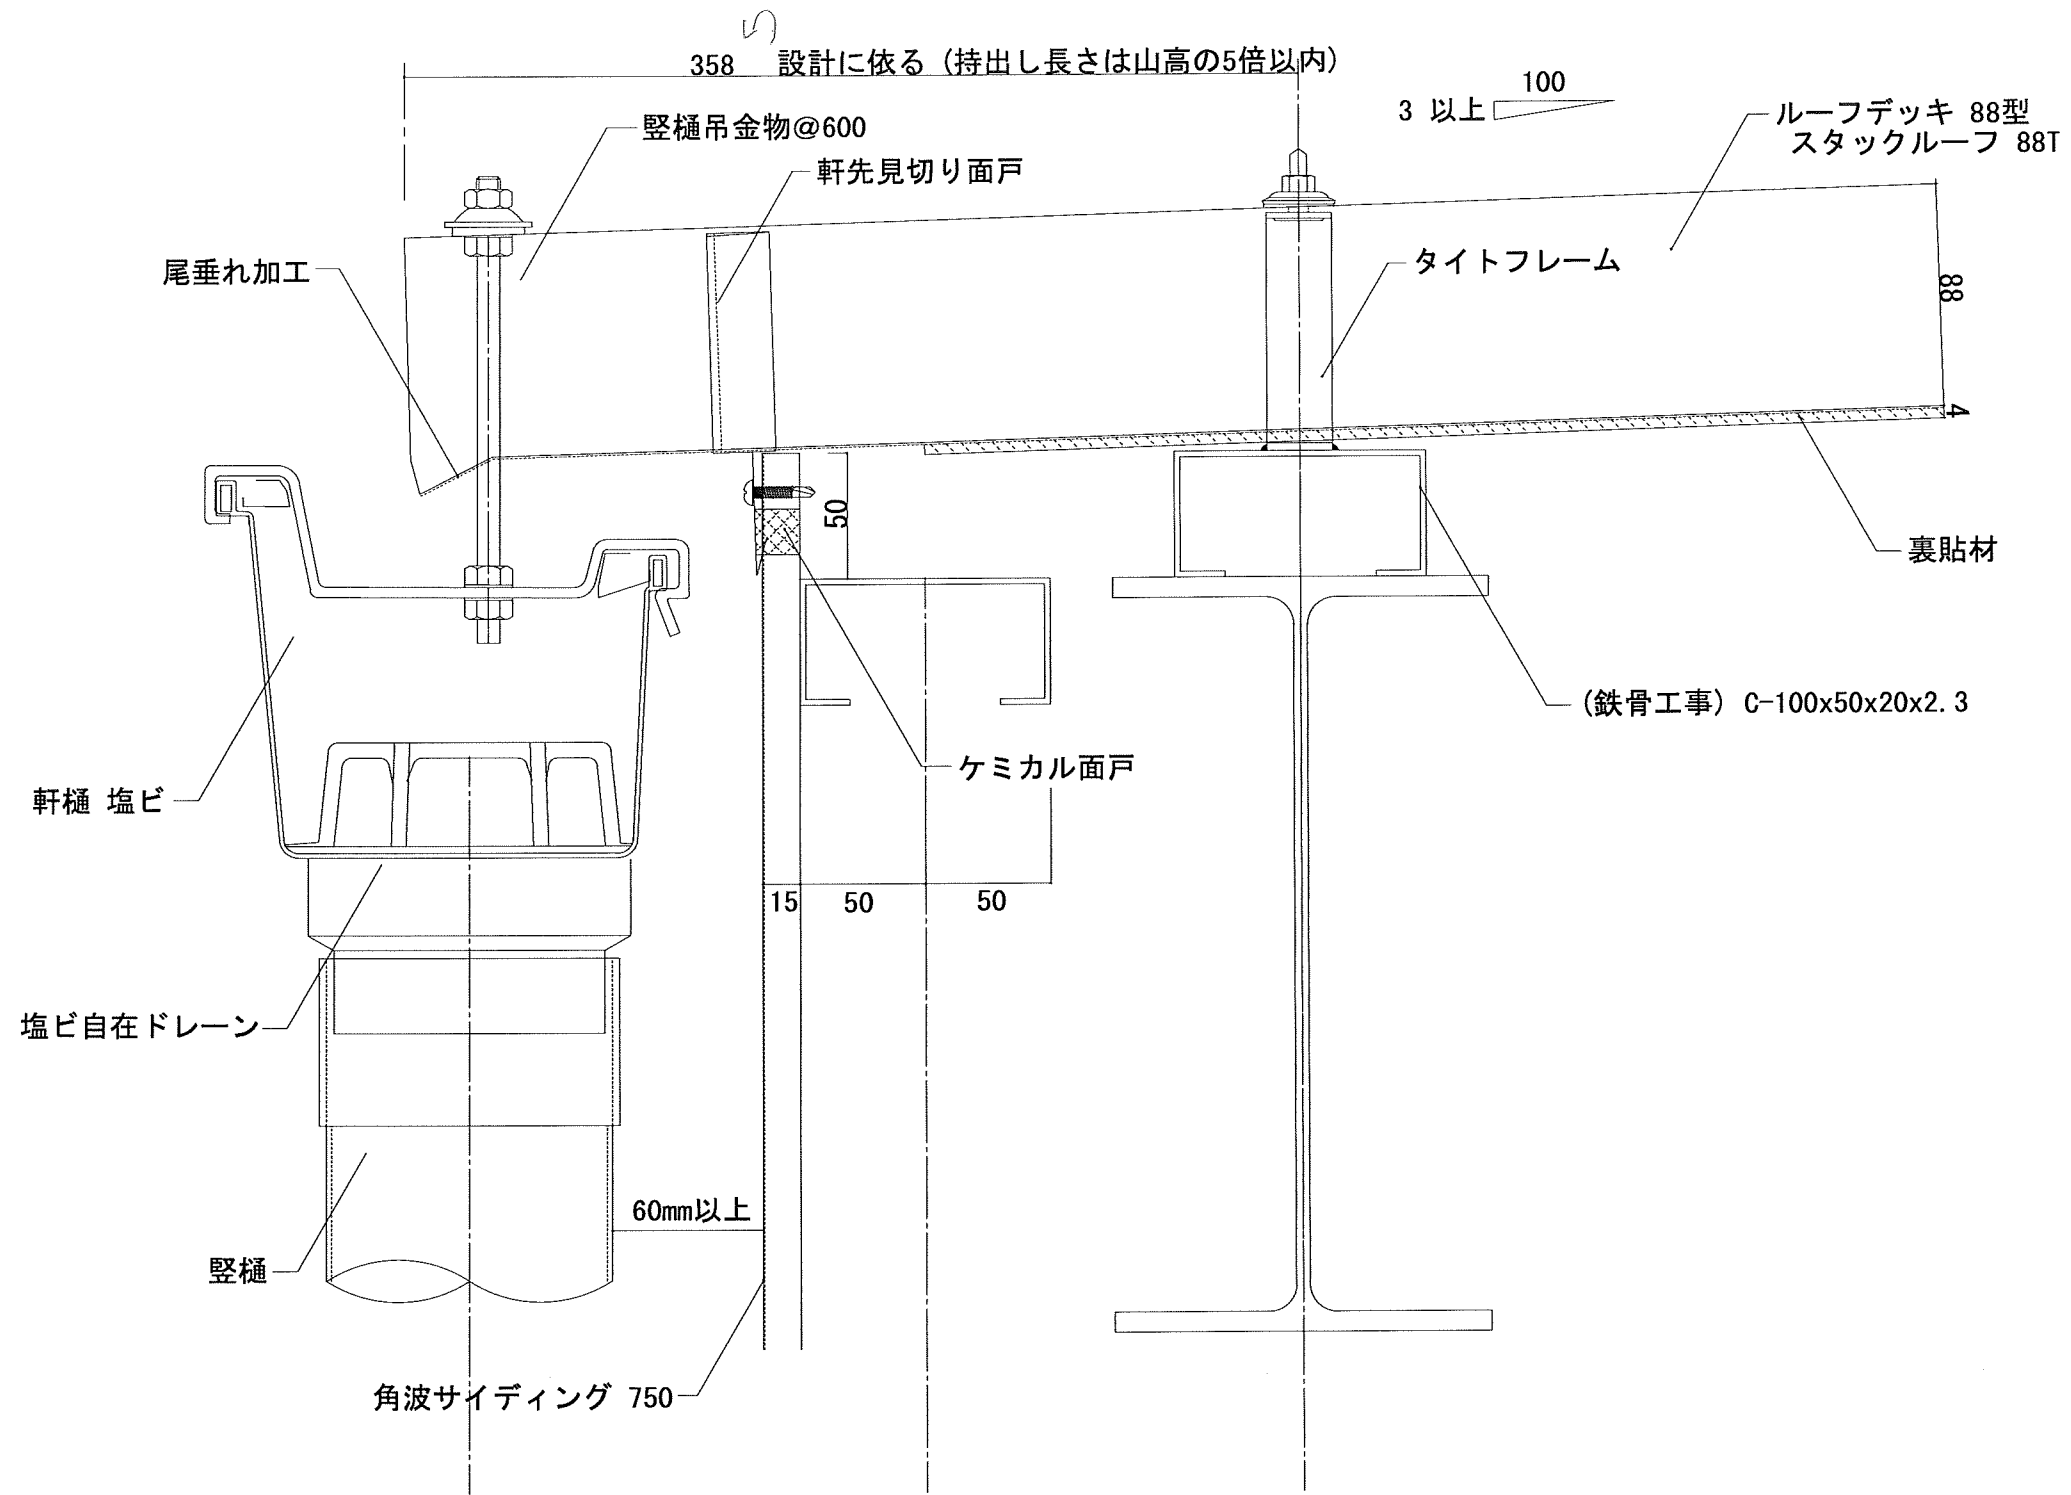 358 設計に依る (持出し長さは山高の5倍以内)
100
3 以上
ルーフデッキ 88型
スタックルーフ 88T
竪樋吊金物@600
軒先見切り面戸
尾垂れ加工
タイトフレーム
88
4
50
裏貼材
(鉄骨工事) C-100x50x20x2.3
ケミカル面戸
軒樋 塩ビ
15
50
50
塩ビ自在ドレーン
60mm以上
竪樋
角波サイディング 750